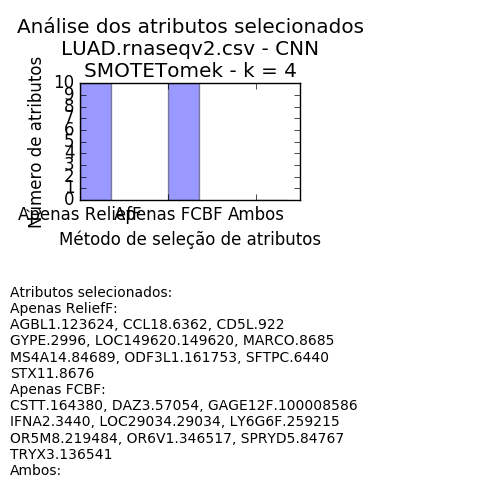 Análise dos atributos selecionados
LUAD.rnaseqv2.csv - CNN
SMOTETomek - k = 4
Número de atributos
10
9
8
7
6
5
4
3
2
1
0
Apenas ReliefF
Apenas FCBF
Ambos
Método de seleção de atributos
Atributos selecionados:
Apenas ReliefF:
AGBL1.123624, CCL18.6362, CD5L.922
GYPE.2996, LOC149620.149620, MARCO.8685
MS4A14.84689, ODF3L1.161753, SFTPC.6440
STX11.8676
Apenas FCBF:
CSTT.164380, DAZ3.57054, GAGE12F.100008586
IFNA2.3440, LOC29034.29034, LY6G6F.259215
OR5M8.219484, OR6V1.346517, SPRYD5.84767
TRYX3.136541
Ambos: